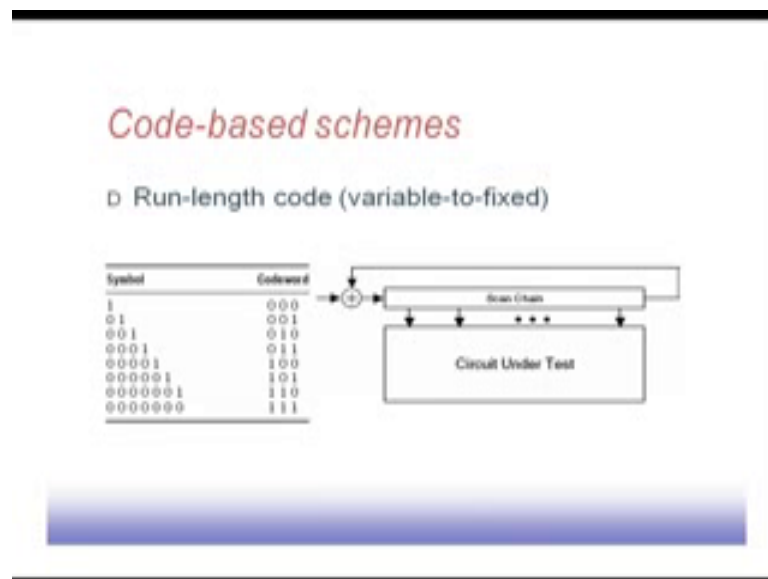 Code-based schemes
D Run-length code (variable-to-fixed)
Symbol Codeword
1 000
01 001
001 010
0001 011
00001 100
000001 101
0000001 110
0000000 111
Scan Chain
Circuit Under Test